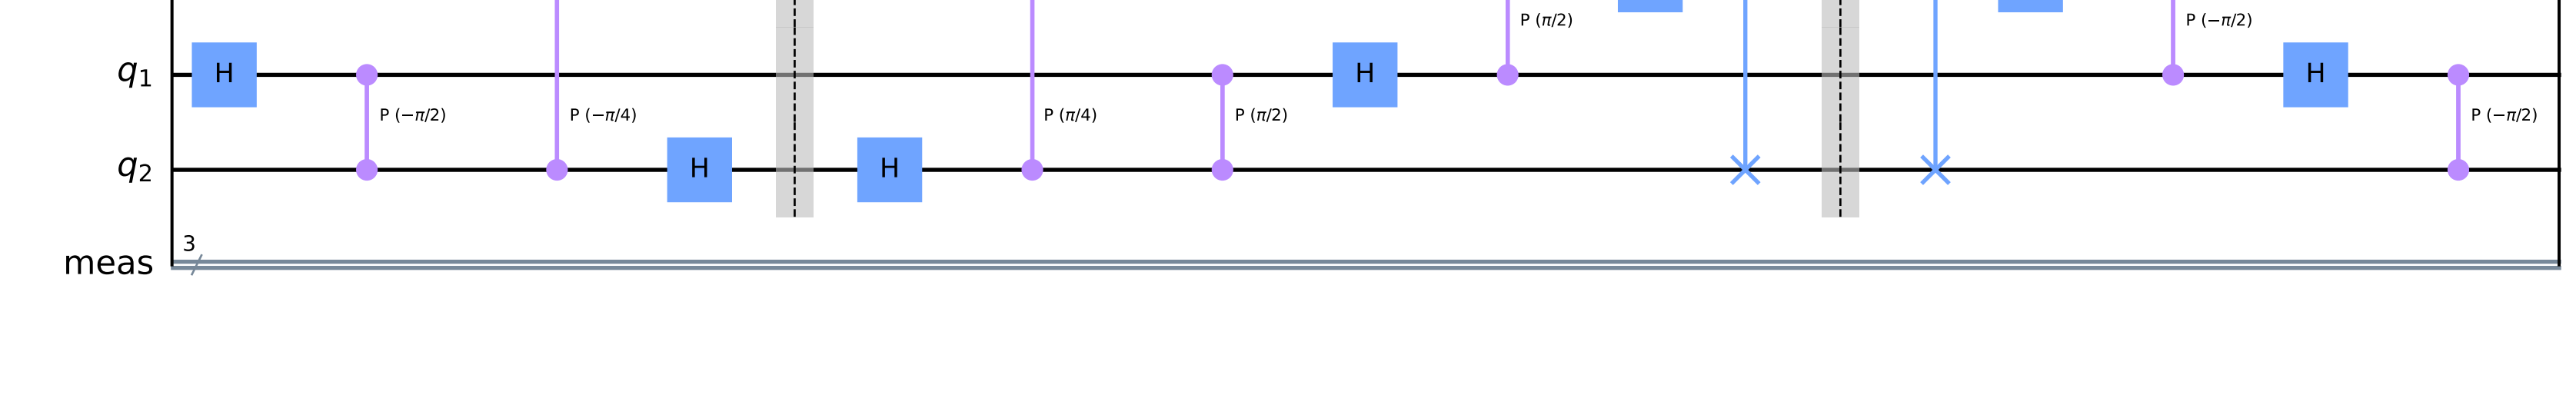 P (π/2) P (−π/2)
q₁ H H H
P (−π/2) P (−π/4) P (π/4) P (π/2) P (−π/2)
q₂ H H
3
meas